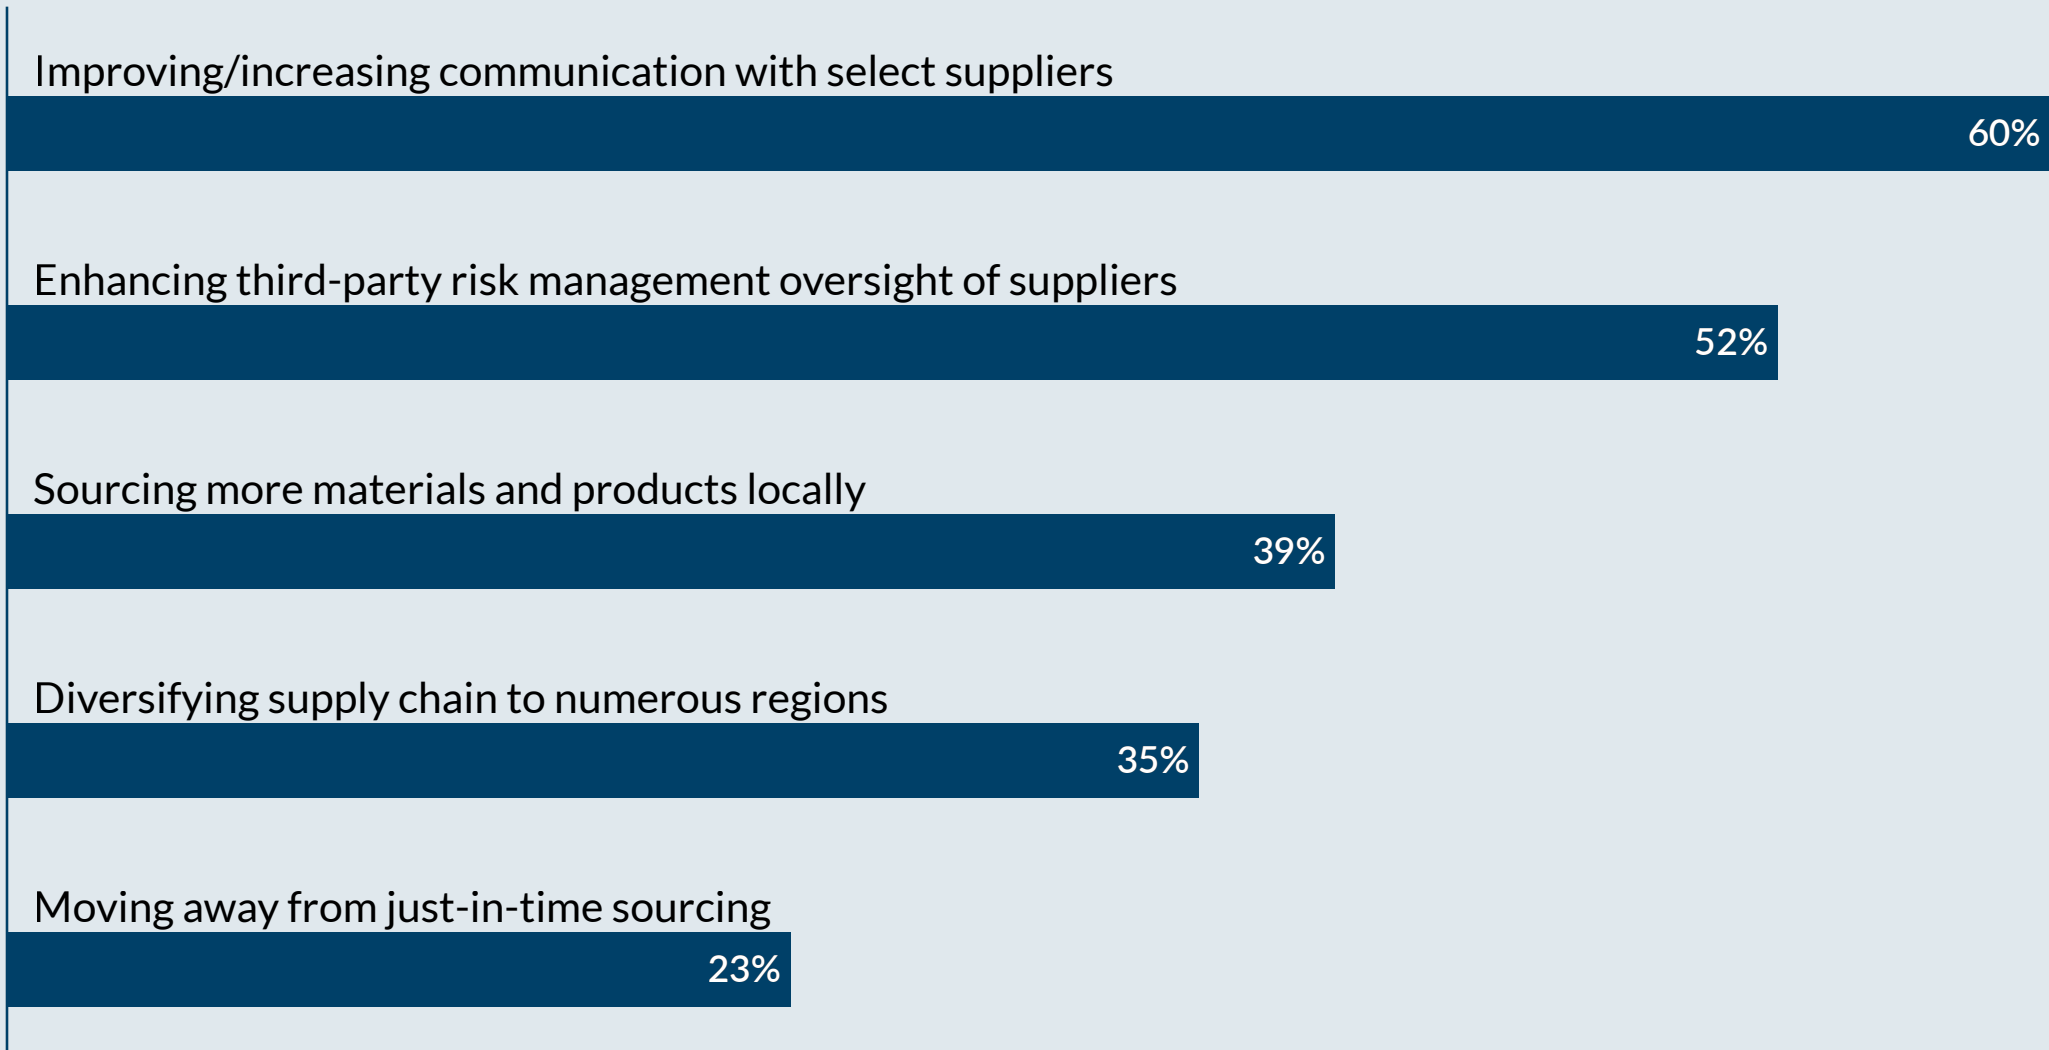 Improving/increasing communication with select suppliers
60%
Enhancing third-party risk management oversight of suppliers
52%
Sourcing more materials and products locally
39%
Diversifying supply chain to numerous regions
35%
Moving away from just-in-time sourcing
23%